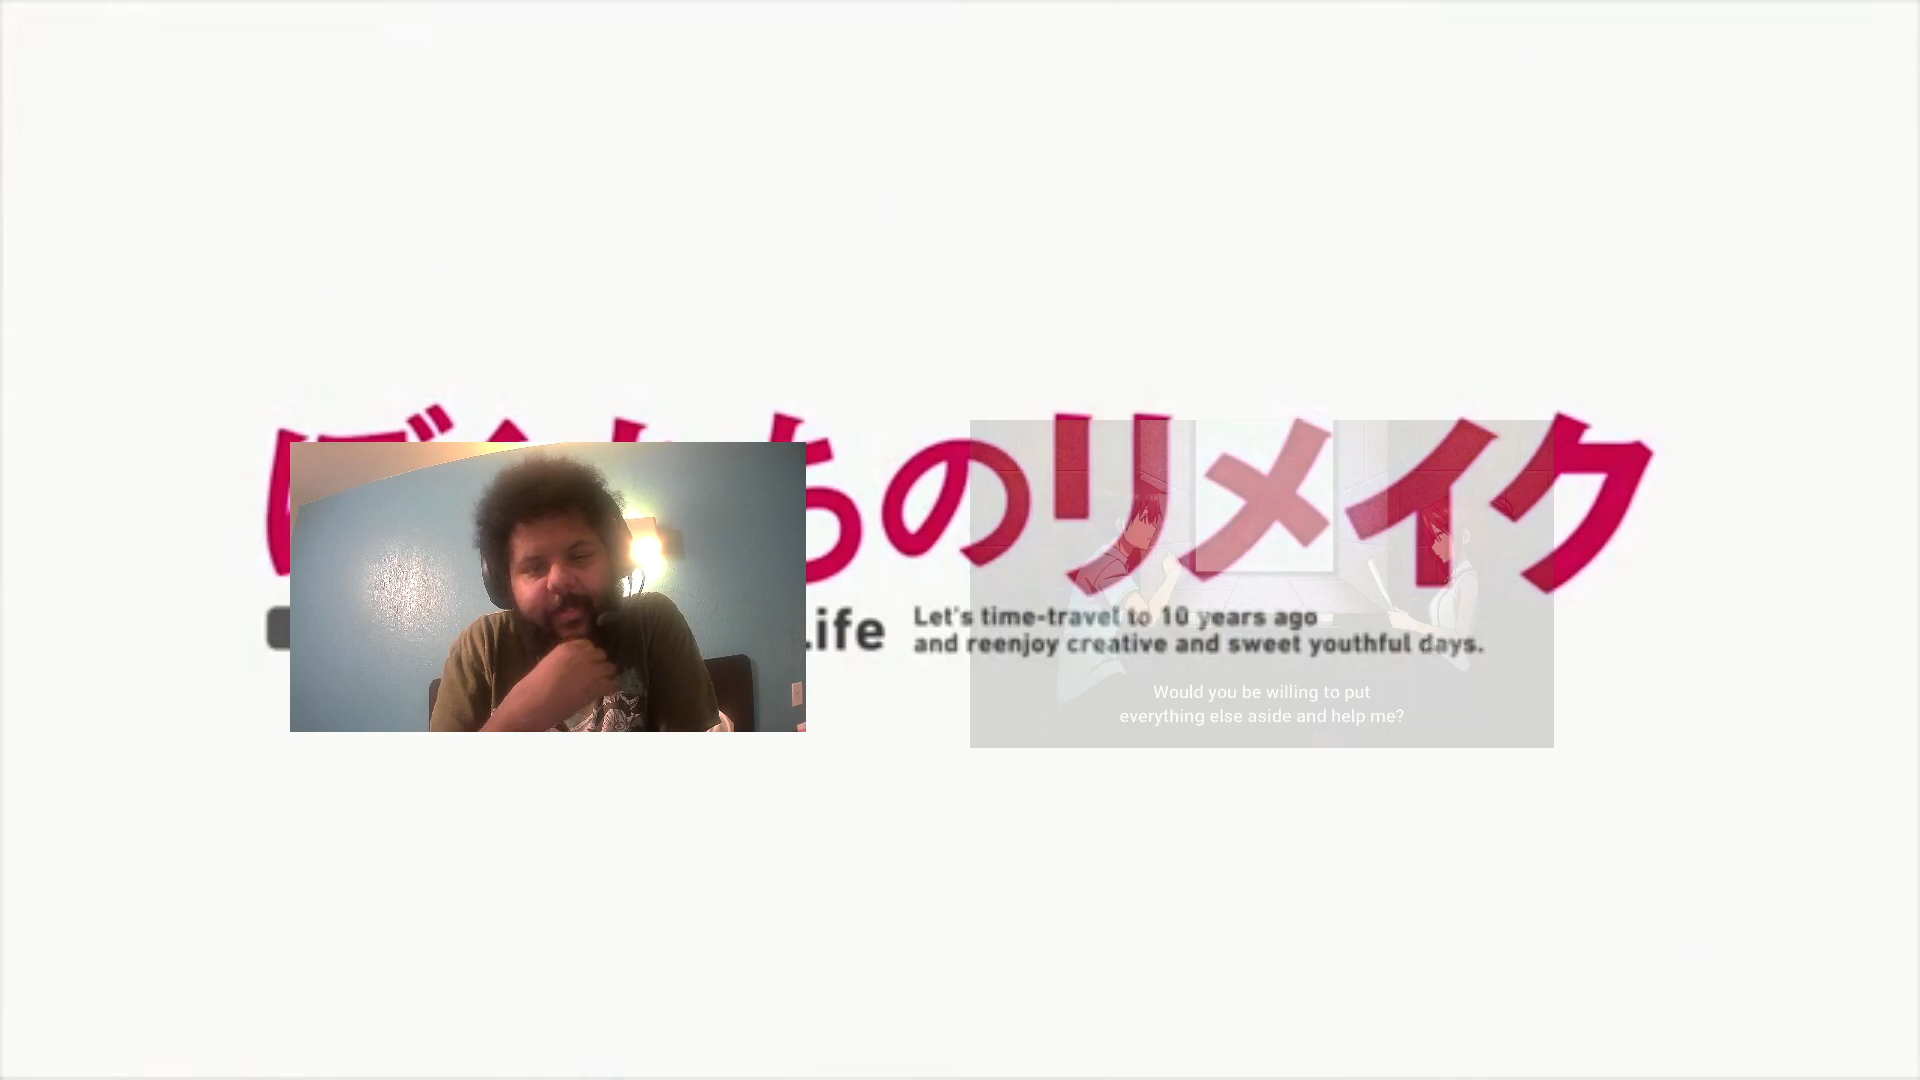 ちのリメイク
Life
Let's time-travel to 10 years ago
and reenjoy creative and sweet youthful days.
Would you be willing to put
everything else aside and help me?